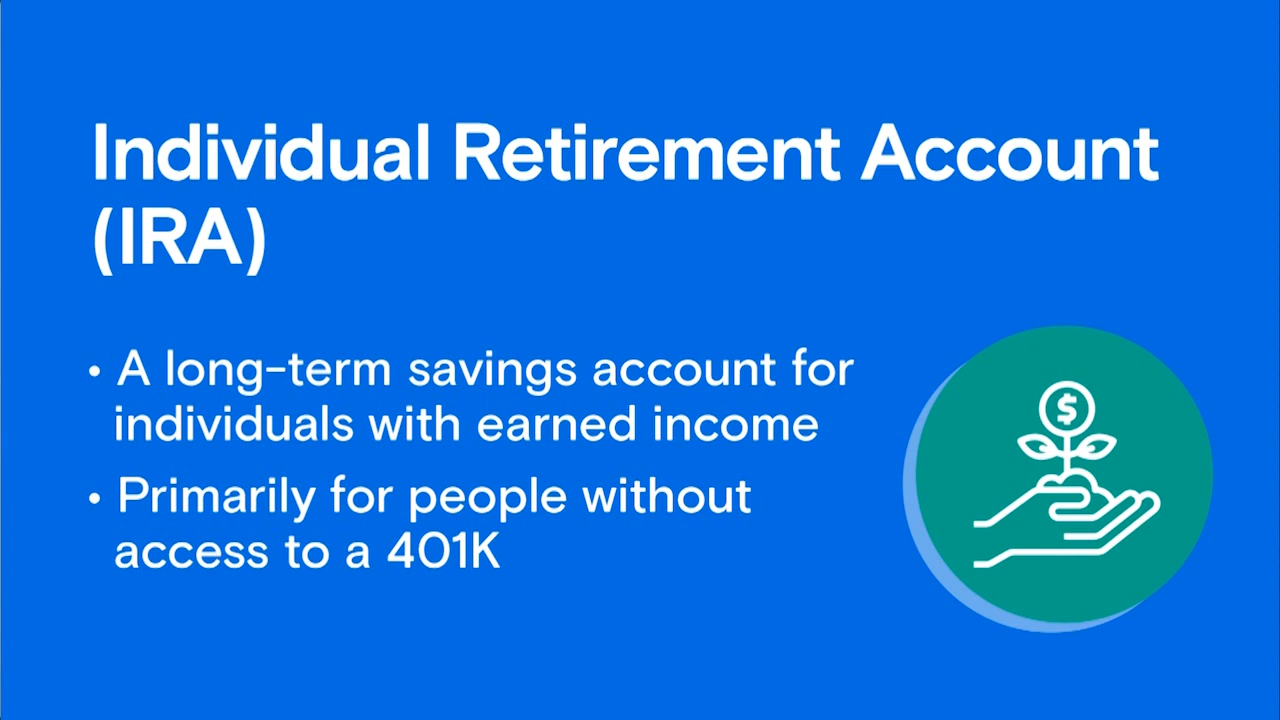 Individual Retirement Account
(IRA)
• A long-term savings account for
individuals with earned income
• Primarily for people without
access to a 401K
$